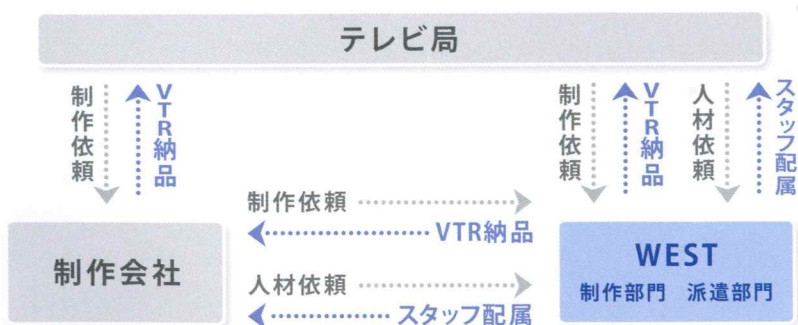 テレビ局
制作依頼
VTR納品
制作依頼
VTR納品
人材依頼
スタッフ配属
制作依頼
VTR納品
人材依頼
スタッフ配属
制作会社
WEST
制作部門 派遣部門